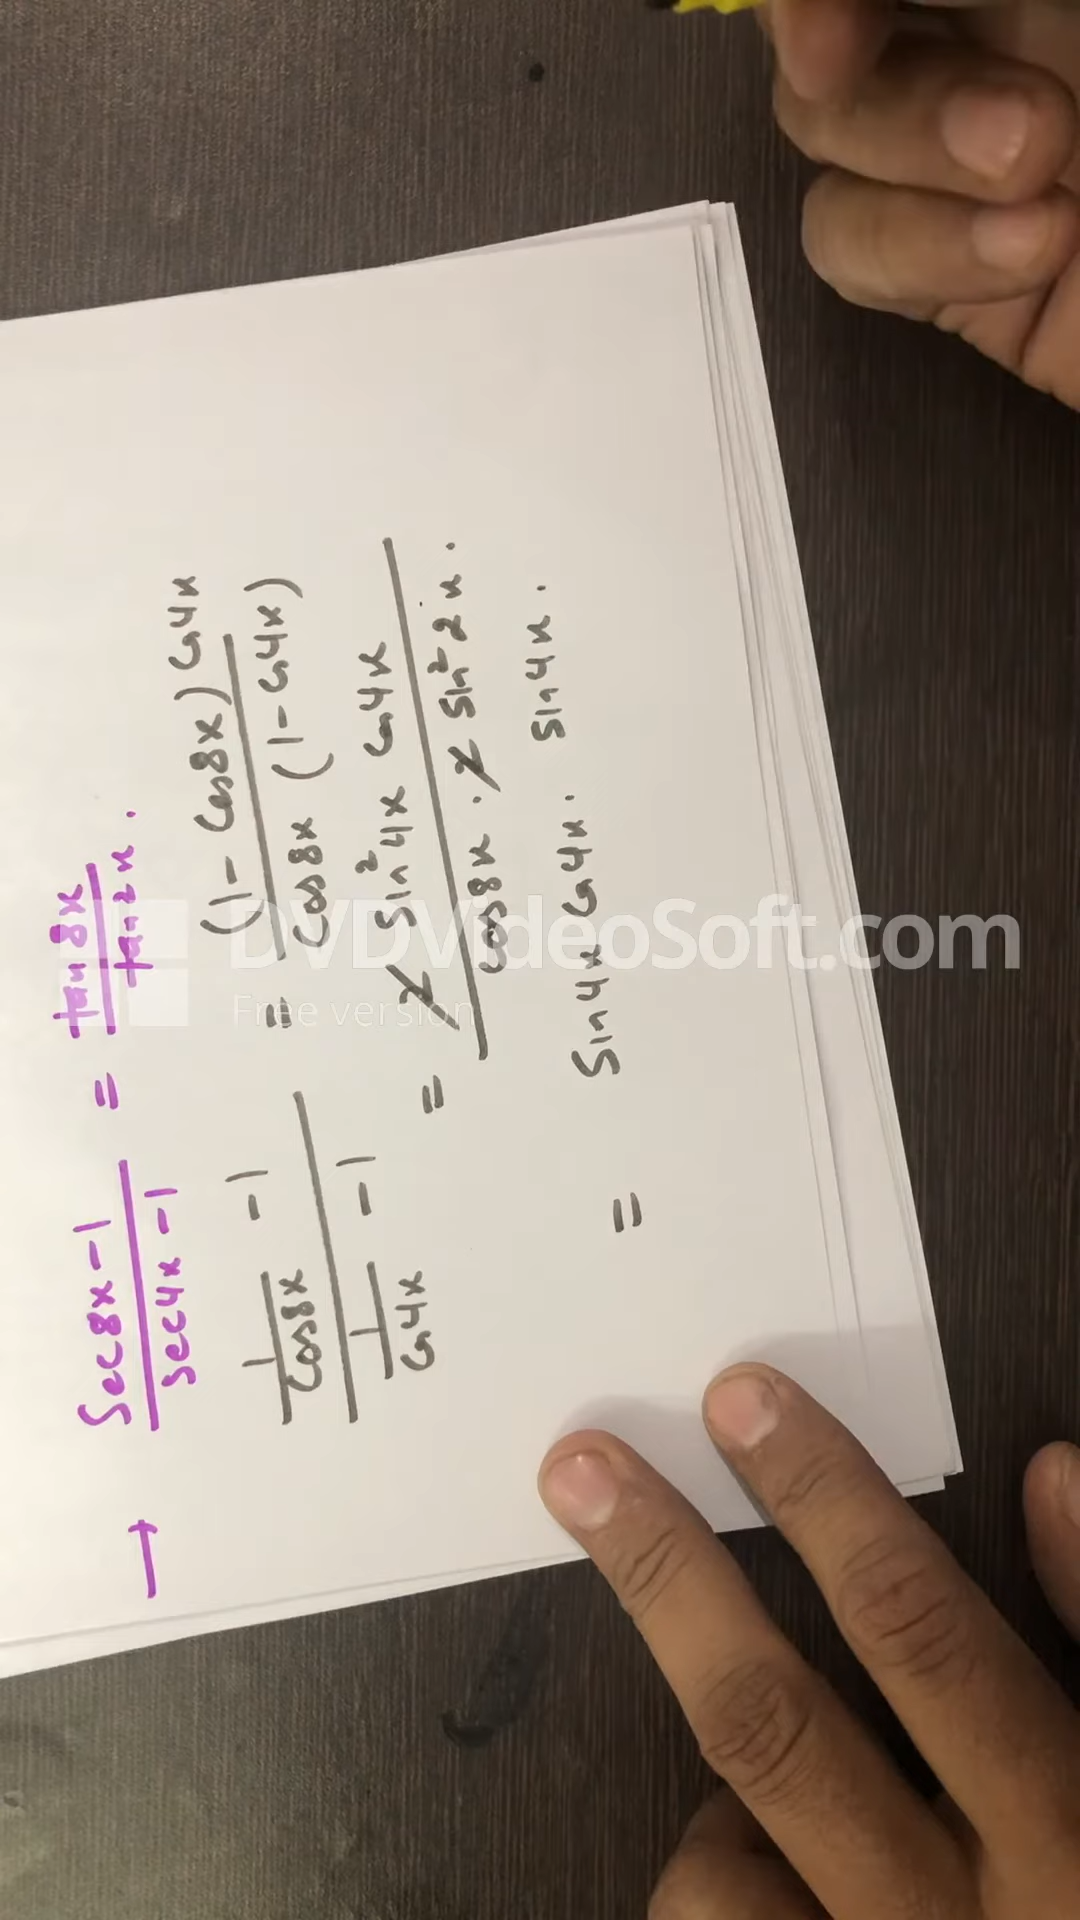 → (sec8x-1)/(sec4x-1) = tan8x/tan2x.
(1/cos8x -1)/(1/cos4x -1) = (1-cos8x)cos4x/cos8x(1-cos4x)
= 2 sin²4x cos4x/cos8x.2 sin²2x.
= sin4x cos4x. sin4x.
DVDVideoSoft.com
Free version